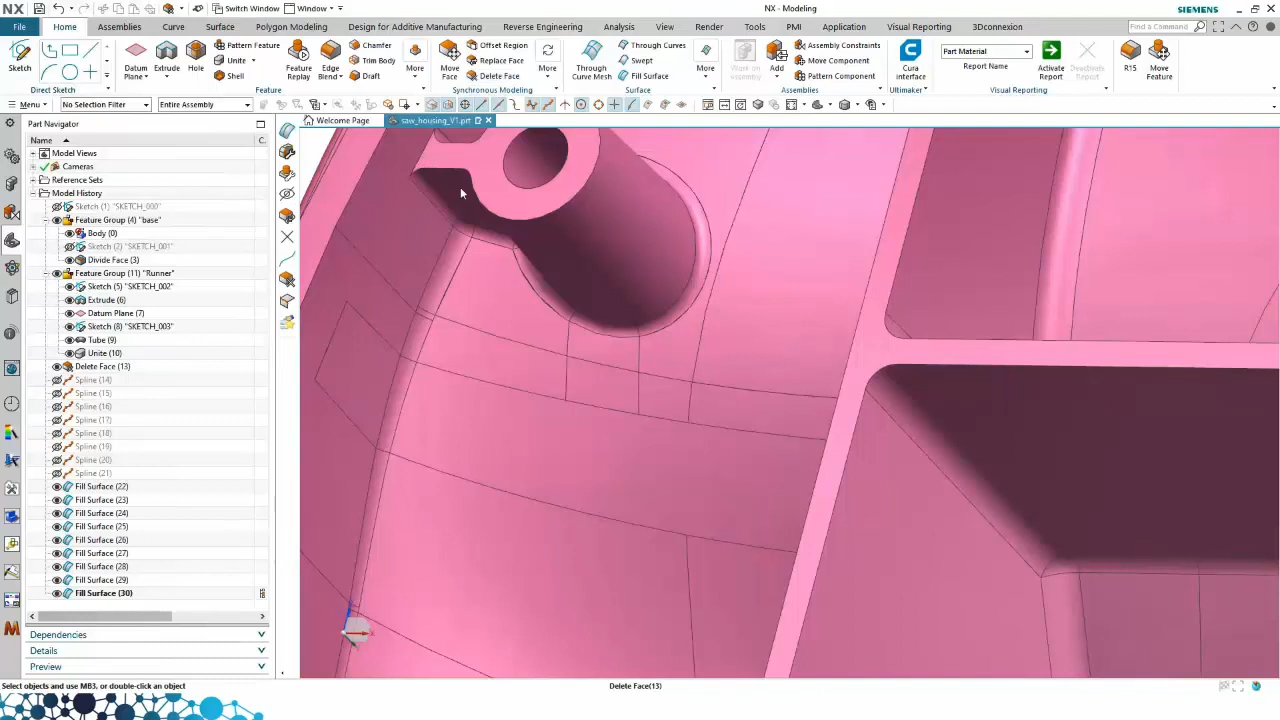 NX
Switch Window
Window
NX - Modeling
SIEMENS
File
Home
Assemblies
Curve
Surface
Polygon Modeling
Design for Additive Manufacturing
Reverse Engineering
Analysis
View
Render
Tools
PMI
Application
Visual Reporting
3Dconnexion
Find a Command
Sketch
Direct Sketch
Datum Plane
Extrude
Hole
Pattern Feature
Unite
Shell
Feature Replay
Edge Blend
Chamfer
Trim Body
Draft
More
Feature
Move Face
Offset Region
Replace Face
Delete Face
More
Synchronous Modeling
Through Curve Mesh
Through Curves
Swept
Fill Surface
More
Surface
Work on Assembly
Add
Assembly Constraints
Move Component
Pattern Component
Assemblies
Cura interface
Ultimaker
Part Material
Report Name
Activate Report
Deactivate Report
Visual Reporting
R15
Move Feature
Menu
No Selection Filter
Entire Assembly
Part Navigator
Welcome Page
saw_housing_V1.prt
Name
C.
Model Views
Cameras
Reference Sets
Model History
Sketch (1) "SKETCH_000"
Feature Group (4) "base"
Body (0)
Sketch (2) "SKETCH_001"
Divide Face (3)
Feature Group (11) "Runner"
Sketch (5) "SKETCH_002"
Extrude (6)
Datum Plane (7)
Sketch (8) "SKETCH_003"
Tube (9)
Unite (10)
Delete Face (13)
Spline (14)
Spline (15)
Spline (16)
Spline (17)
Spline (18)
Spline (19)
Spline (20)
Spline (21)
Fill Surface (22)
Fill Surface (23)
Fill Surface (24)
Fill Surface (25)
Fill Surface (26)
Fill Surface (27)
Fill Surface (28)
Fill Surface (29)
Fill Surface (30)
Dependencies
Details
Preview
Select objects and use MB3, or double-click an object
Delete Face(13)